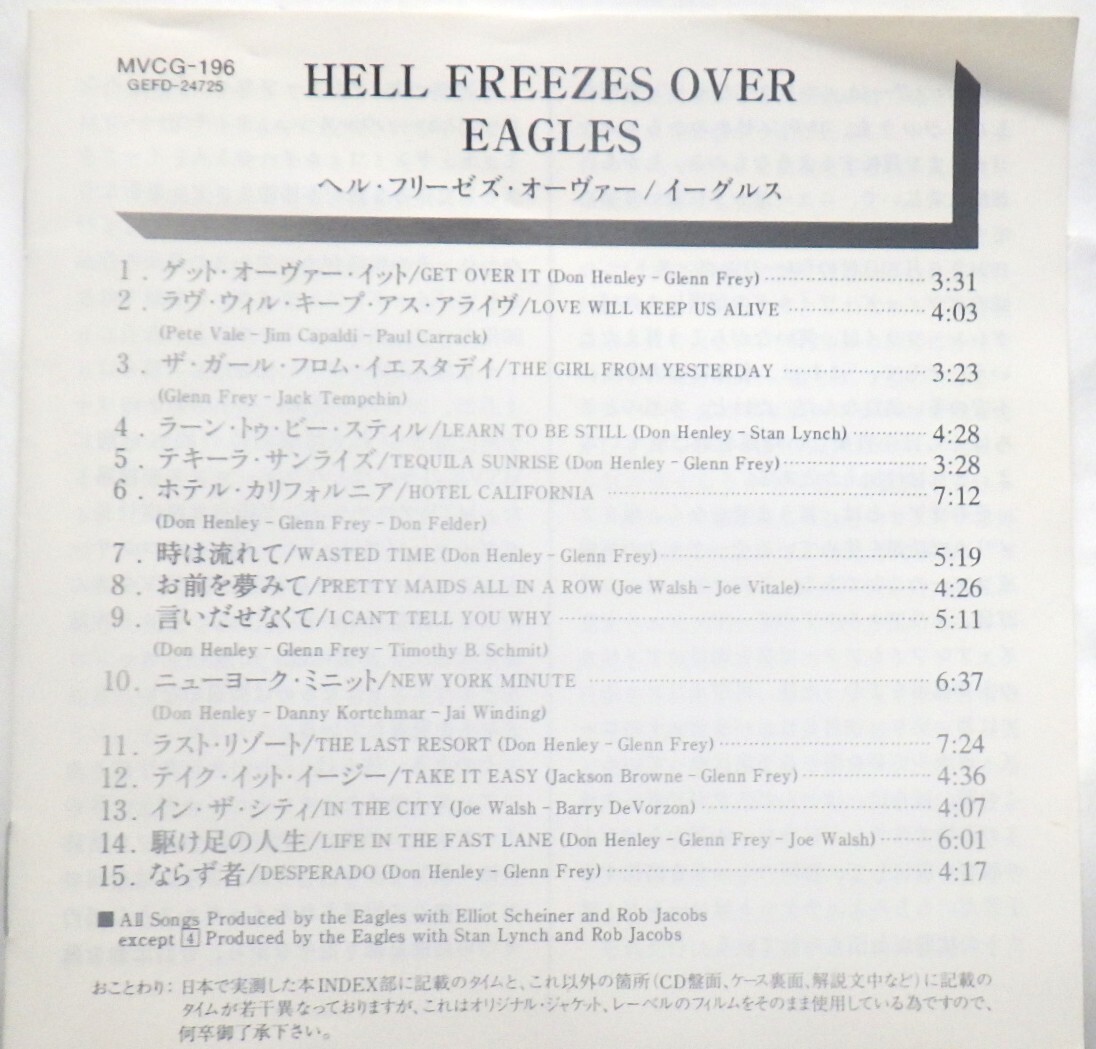 MVCG-196
GEFD-24725
HELL FREEZES OVER
EAGLES
ヘル・フリーゼズ・オーヴァー/イーグルス
1. ゲット・オーヴァー・イット/GET OVER IT (Don Henley - Glenn Frey) 3:31
2. ラヴ・ウィル・キープ・アス・アライヴ/LOVE WILL KEEP US ALIVE 4:03
(Pete Vale - Jim Capaldi - Paul Carrack)
3. ザ・ガール・フロム・イエスタデイ/THE GIRL FROM YESTERDAY 3:23
(Glenn Frey - Jack Tempchin)
4. ラーン・トゥ・ビー・スティル/LEARN TO BE STILL (Don Henley - Stan Lynch) 4:28
5. テキーラ・サンライズ/TEQUILA SUNRISE (Don Henley - Glenn Frey) 3:28
6. ホテル・カリフォルニア/HOTEL CALIFORNIA 7:12
(Don Henley - Glenn Frey - Don Felder)
7. 時は流れて/WASTED TIME (Don Henley - Glenn Frey) 5:19
8. お前を夢みて/PRETTY MAIDS ALL IN A ROW (Joe Walsh - Joe Vitale) 4:26
9. 言いだせなくて/I CAN'T TELL YOU WHY 5:11
(Don Henley - Glenn Frey - Timothy B. Schmit)
10. ニューヨーク・ミニット/NEW YORK MINUTE 6:37
(Don Henley - Danny Kortchmar - Jai Winding)
11. ラスト・リゾート/THE LAST RESORT (Don Henley - Glenn Frey) 7:24
12. テイク・イット・イージー/TAKE IT EASY (Jackson Browne - Glenn Frey) 4:36
13. イン・ザ・シティ/IN THE CITY (Joe Walsh - Barry DeVorzon) 4:07
14. 駆け足の人生/LIFE IN THE FAST LANE (Don Henley - Glenn Frey - Joe Walsh) 6:01
15. ならず者/DESPERADO (Don Henley - Glenn Frey) 4:17
■ All Songs Produced by the Eagles with Elliot Scheiner and Rob Jacobs
except 4 Produced by the Eagles with Stan Lynch and Rob Jacobs
おことわり：日本で実測した本INDEX部に記載のタイムと、これ以外の箇所(CD盤面、ケース裏面、解説文中など)に記載の
タイムが若干異なっておりますが、これはオリジナル・ジャケット、レーベルのフィルムをそのまま使用している為ですので、
何卒御了承下さい。